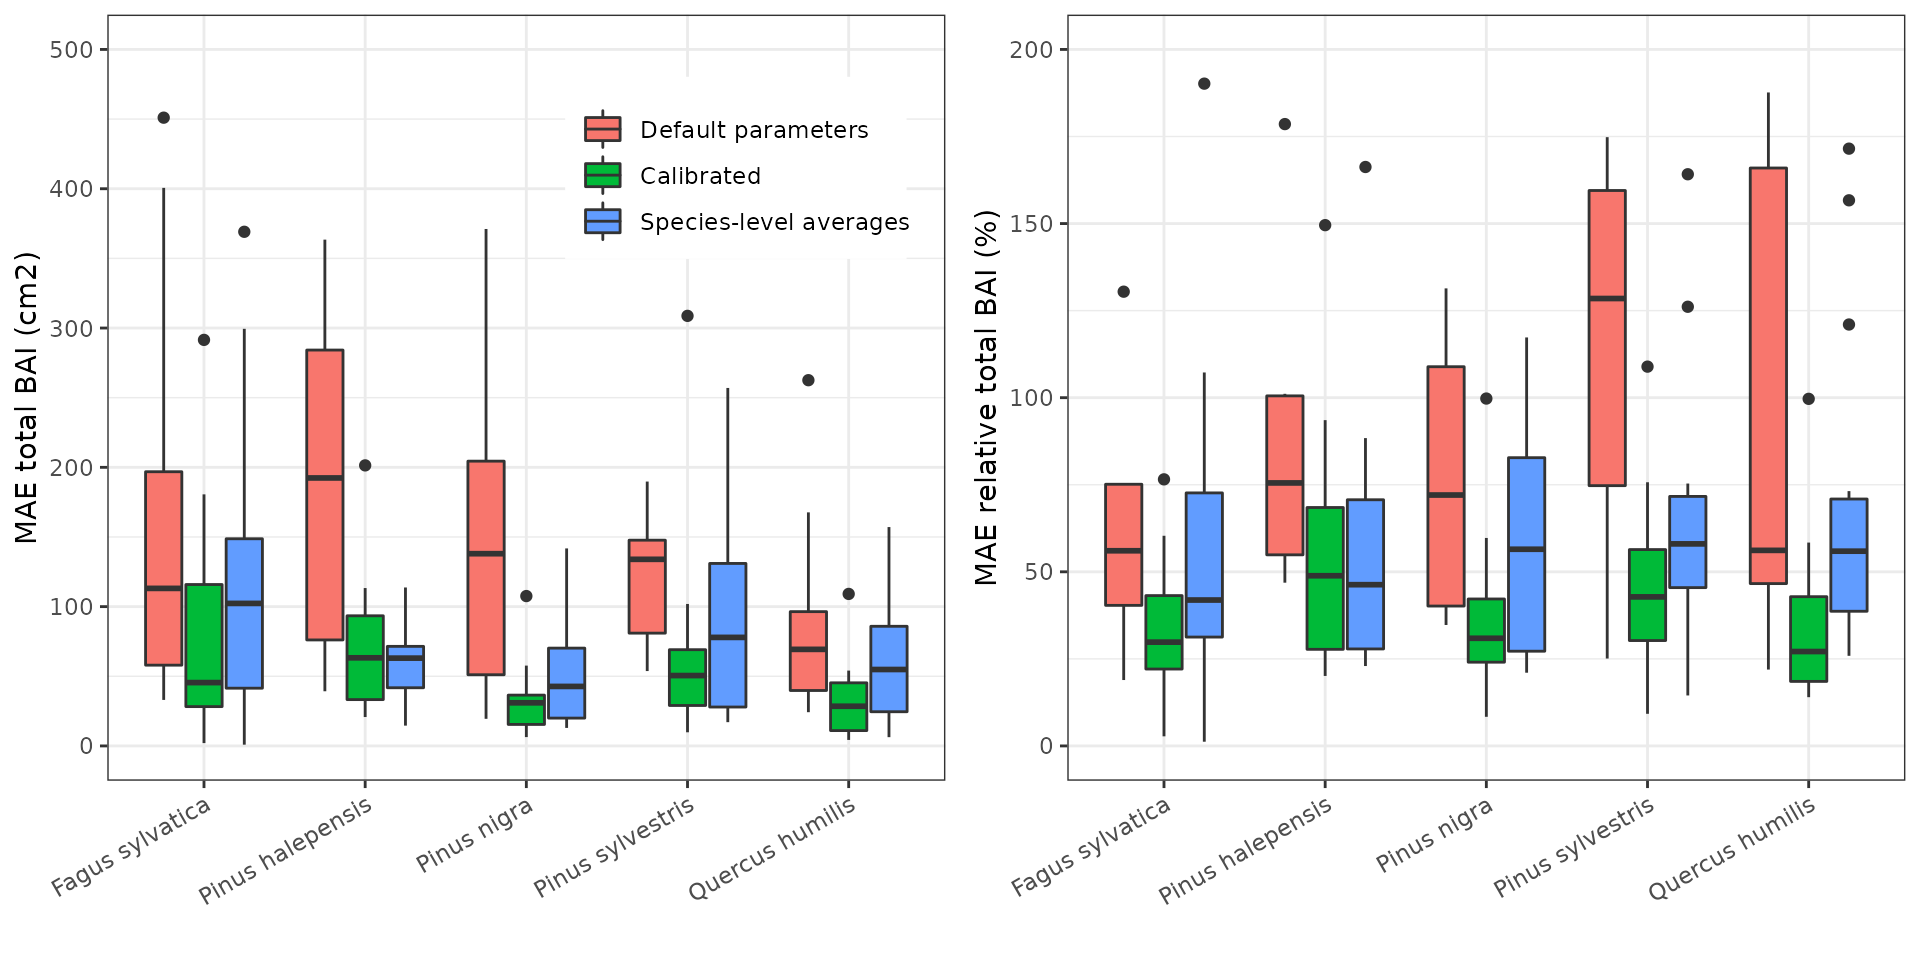 MAE total BAI (cm2)
500
400
300
200
100
0
Default parameters
Calibrated
Species-level averages
Fagus sylvatica
Pinus halepensis
Pinus nigra
Pinus sylvestris
Quercus humilis
MAE relative total BAI (%)
200
150
100
50
0
Fagus sylvatica
Pinus halepensis
Pinus nigra
Pinus sylvestris
Quercus humilis